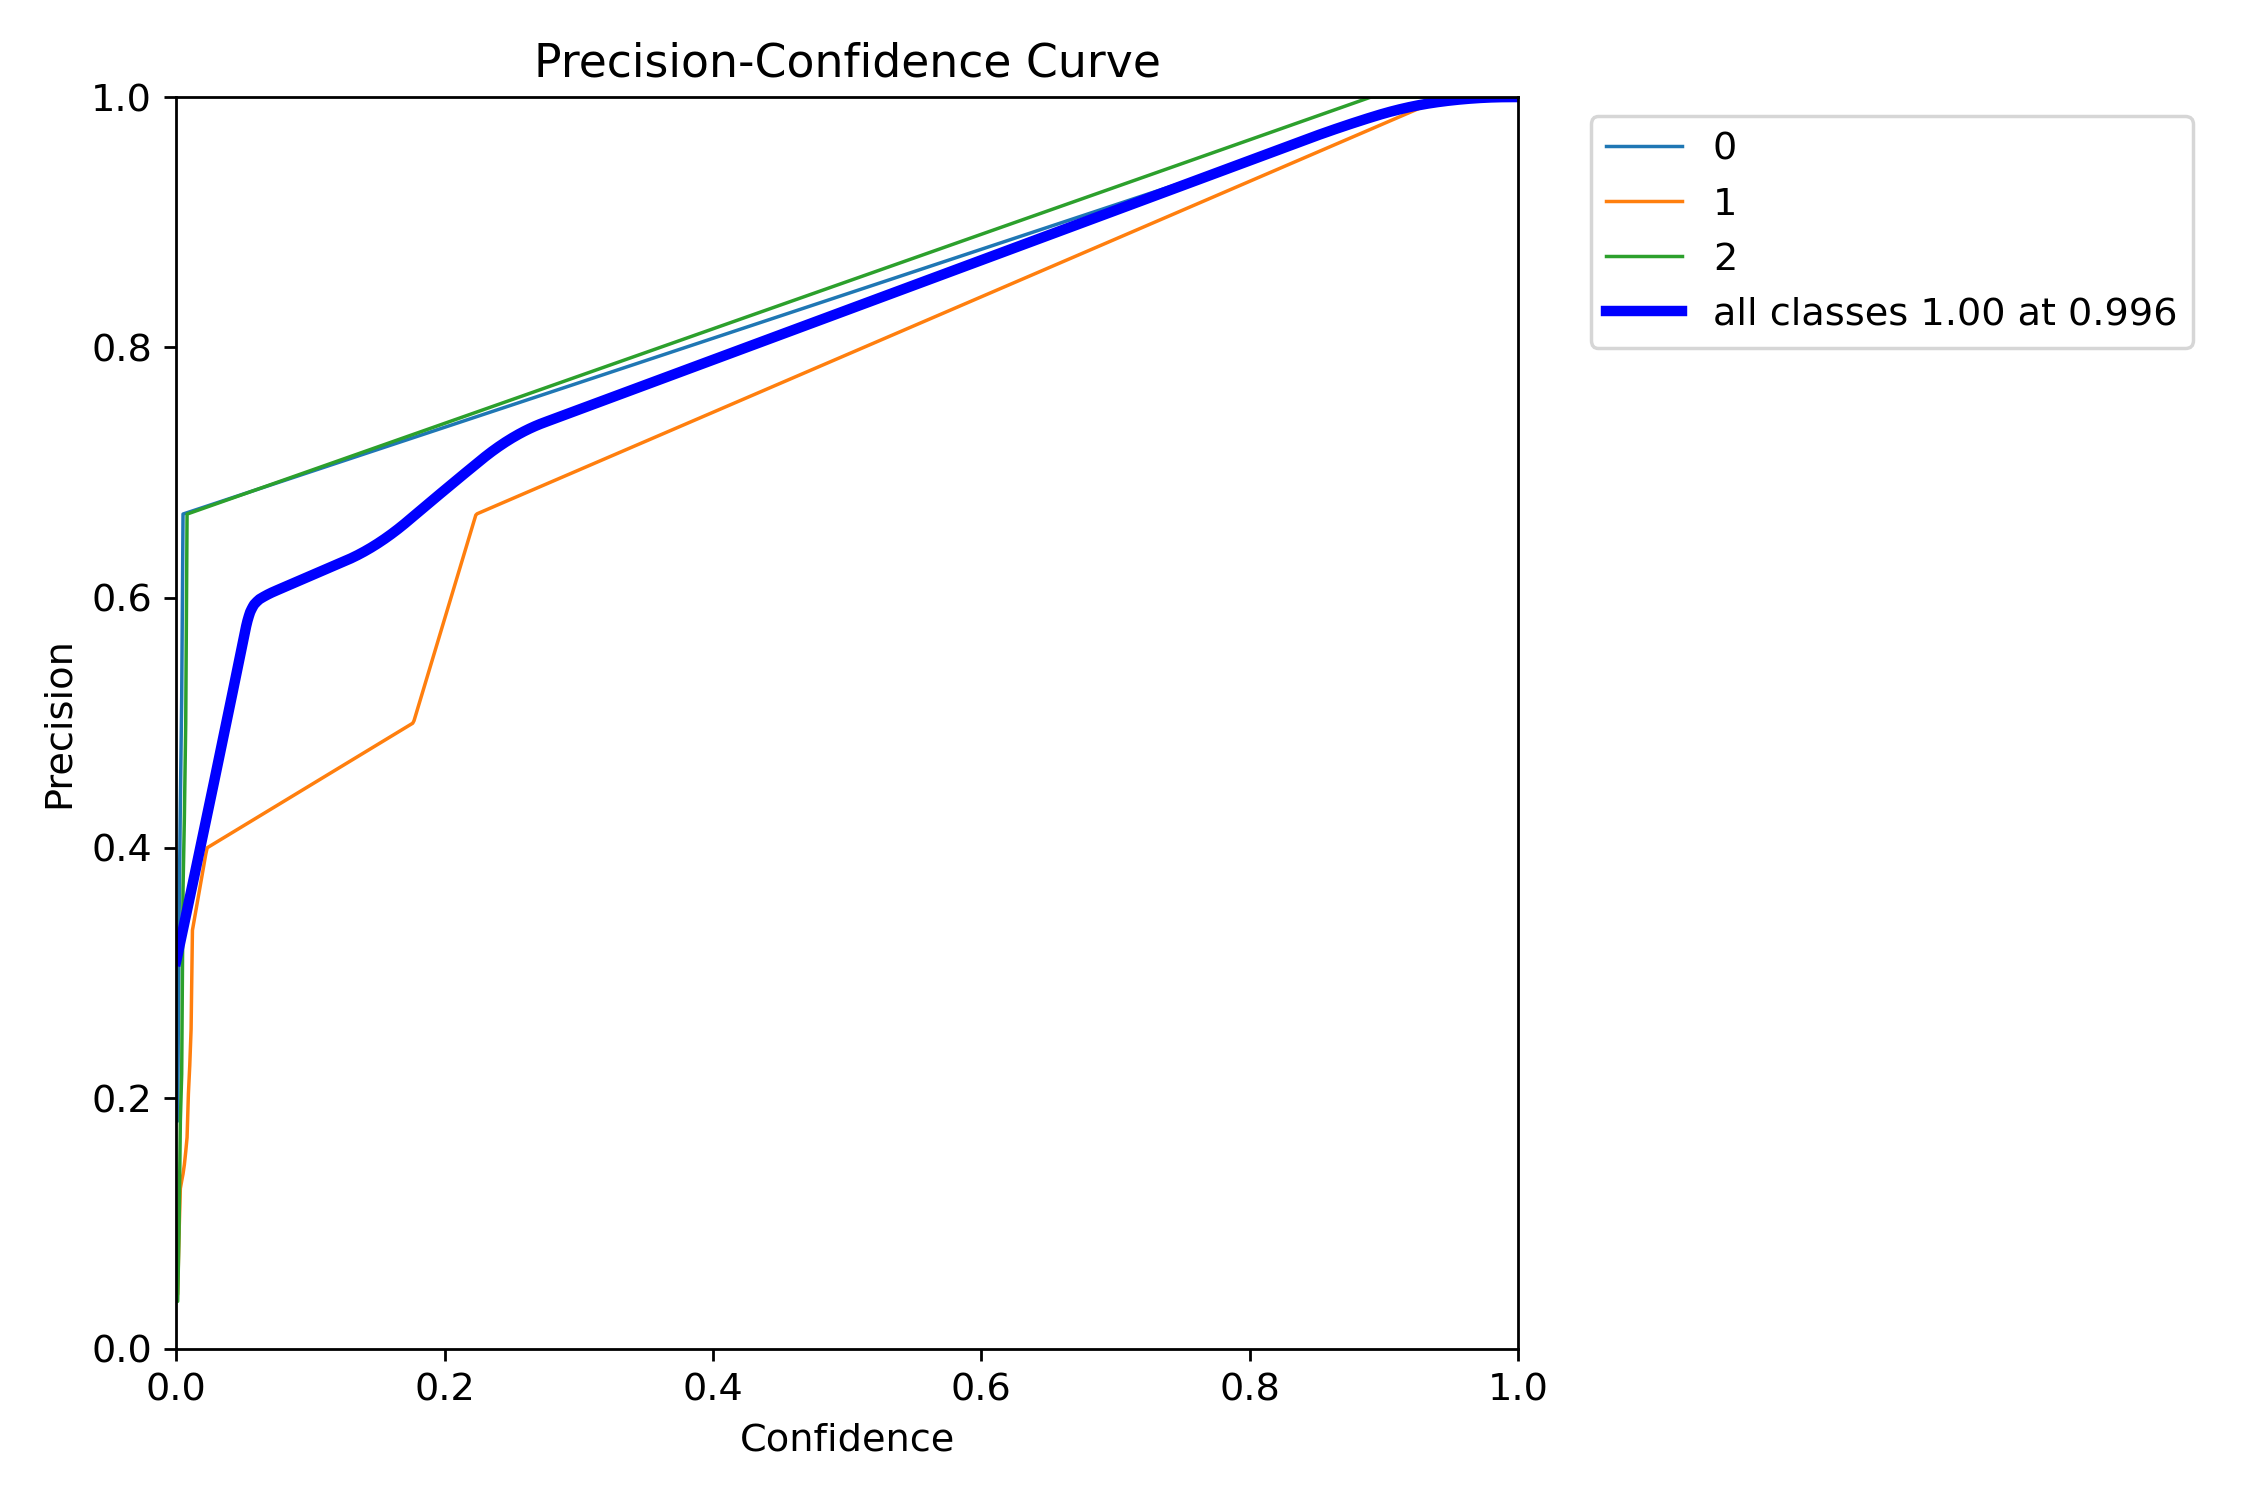 Precision-Confidence Curve
1.0
0.8
0.6
0.4
0.2
0.0
Precision
0.0 0.2 0.4 0.6 0.8 1.0
Confidence
0
1
2
all classes 1.00 at 0.996